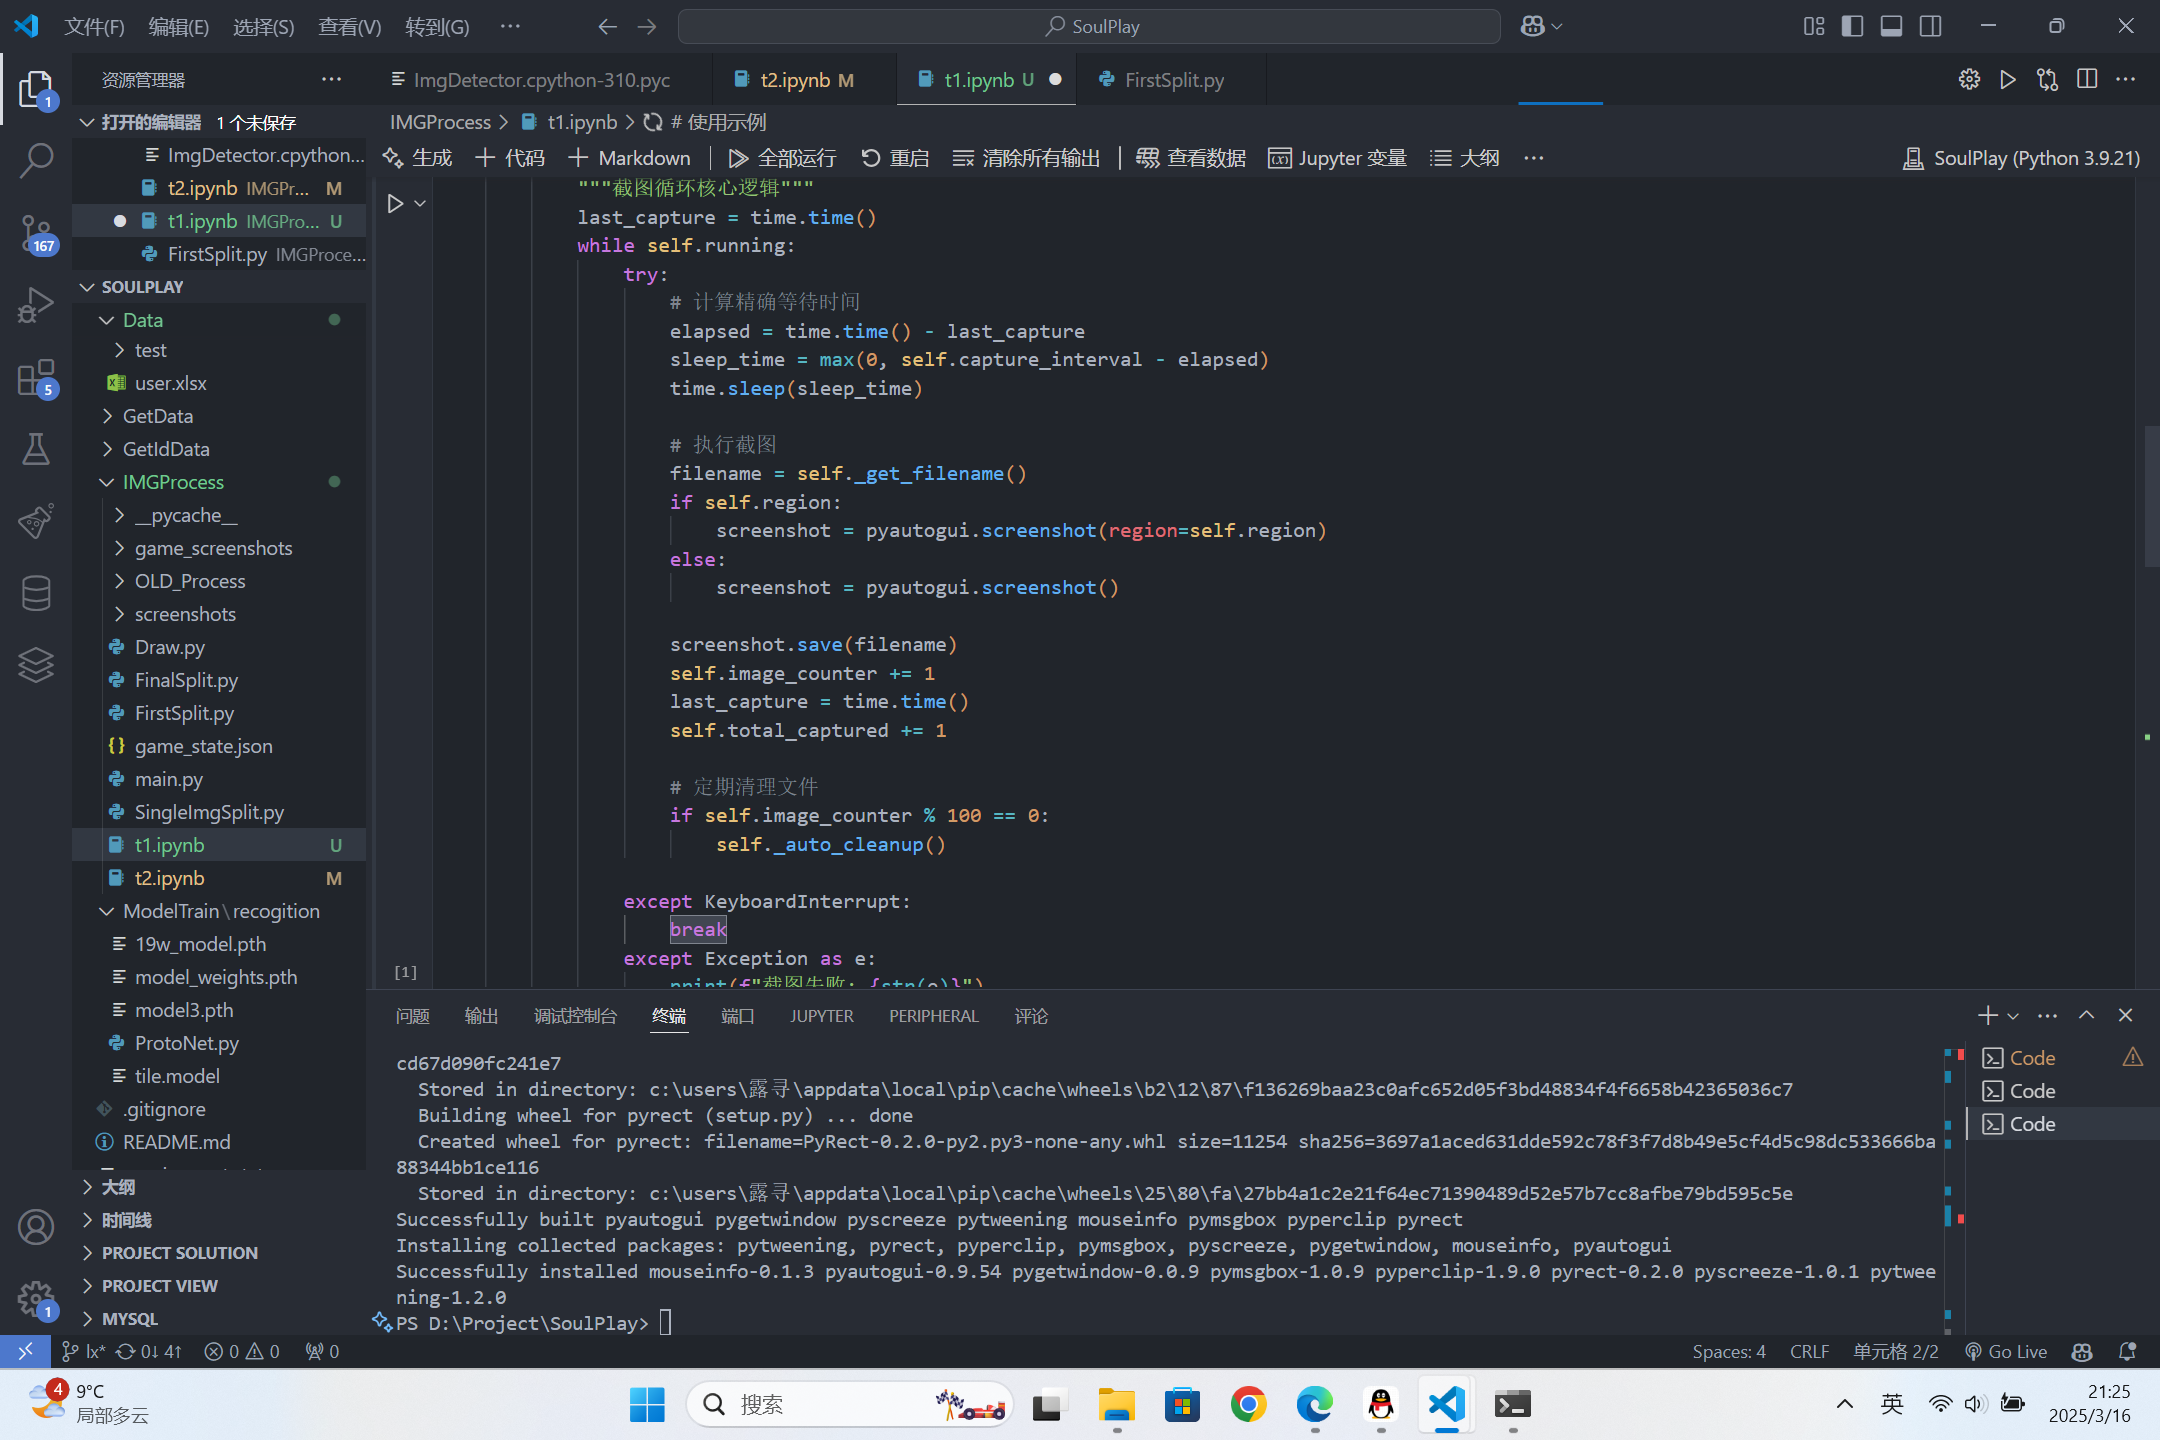 文件(F) 编辑(E) 选择(S) 查看(V) 转到(G) ··· SoulPlay
资源管理器 ···
ImgDetector.cpython-310.pyc t2.ipynb M t1.ipynb U FirstSplit.py
打开的编辑器 1 个未保存
ImgDetector.cpython...
t2.ipynb IMGPr... M
t1.ipynb IMGPro... U
FirstSplit.py IMGProce...
SOULPLAY
Data
test
user.xlsx
GetData
GetIdData
IMGProcess
__pycache__
game_screenshots
OLD_Process
screenshots
Draw.py
FinalSplit.py
FirstSplit.py
game_state.json
main.py
SingleImgSplit.py
t1.ipynb U
t2.ipynb M
ModelTrain\recogition
19w_model.pth
model_weights.pth
model3.pth
ProtoNet.py
tile.model
.gitignore
README.md
大纲
时间线
PROJECT SOLUTION
PROJECT VIEW
MYSQL
1
167
5
1
IMGProcess > t1.ipynb > # 使用示例
生成 + 代码 + Markdown | 全部运行 重启 清除所有输出 | 查看数据 Jupyter 变量 大纲 ··· SoulPlay (Python 3.9.21)
"""截图循环核心逻辑"""
last_capture = time.time()
while self.running:
try:
# 计算精确等待时间
elapsed = time.time() - last_capture
sleep_time = max(0, self.capture_interval - elapsed)
time.sleep(sleep_time)
# 执行截图
filename = self._get_filename()
if self.region:
screenshot = pyautogui.screenshot(region=self.region)
else:
screenshot = pyautogui.screenshot()
screenshot.save(filename)
self.image_counter += 1
last_capture = time.time()
self.total_captured += 1
# 定期清理文件
if self.image_counter % 100 == 0:
self._auto_cleanup()
except KeyboardInterrupt:
break
except Exception as e:
[1]
print(f"截图失败: {str(e)}")
问题 输出 调试控制台 终端 端口 JUPYTER PERIPHERAL 评论
cd67d090fc241e7
Stored in directory: c:\users\露寻\appdata\local\pip\cache\wheels\b2\12\87\f136269baa23c0afc652d05f3bd48834f4f6658b42365036c7
Building wheel for pyrect (setup.py) ... done
Created wheel for pyrect: filename=PyRect-0.2.0-py2.py3-none-any.whl size=11254 sha256=3697a1aced631dde592c78f3f7d8b49e5cf4d5c98dc533666ba
88344bb1ce116
Stored in directory: c:\users\露寻\appdata\local\pip\cache\wheels\25\80\fa\27bb4a1c2e21f64ec71390489d52e57b7cc8afbe79bd595c5e
Successfully built pyautogui pygetwindow pyscreeze pytweening mouseinfo pymsgbox pyperclip pyrect
Installing collected packages: pytweening, pyrect, pyperclip, pymsgbox, pyscreeze, pygetwindow, mouseinfo, pyautogui
Successfully installed mouseinfo-0.1.3 pyautogui-0.9.54 pygetwindow-0.0.9 pymsgbox-1.0.9 pyperclip-1.9.0 pyrect-0.2.0 pyscreeze-1.0.1 pytwee
ning-1.2.0
PS D:\Project\SoulPlay>
Code
Code
Code
lx* 0↓ 4↑ 0 0 0 Spaces: 4 CRLF 单元格 2/2 Go Live
4
9°C
局部多云
搜索
英
21:25
2025/3/16